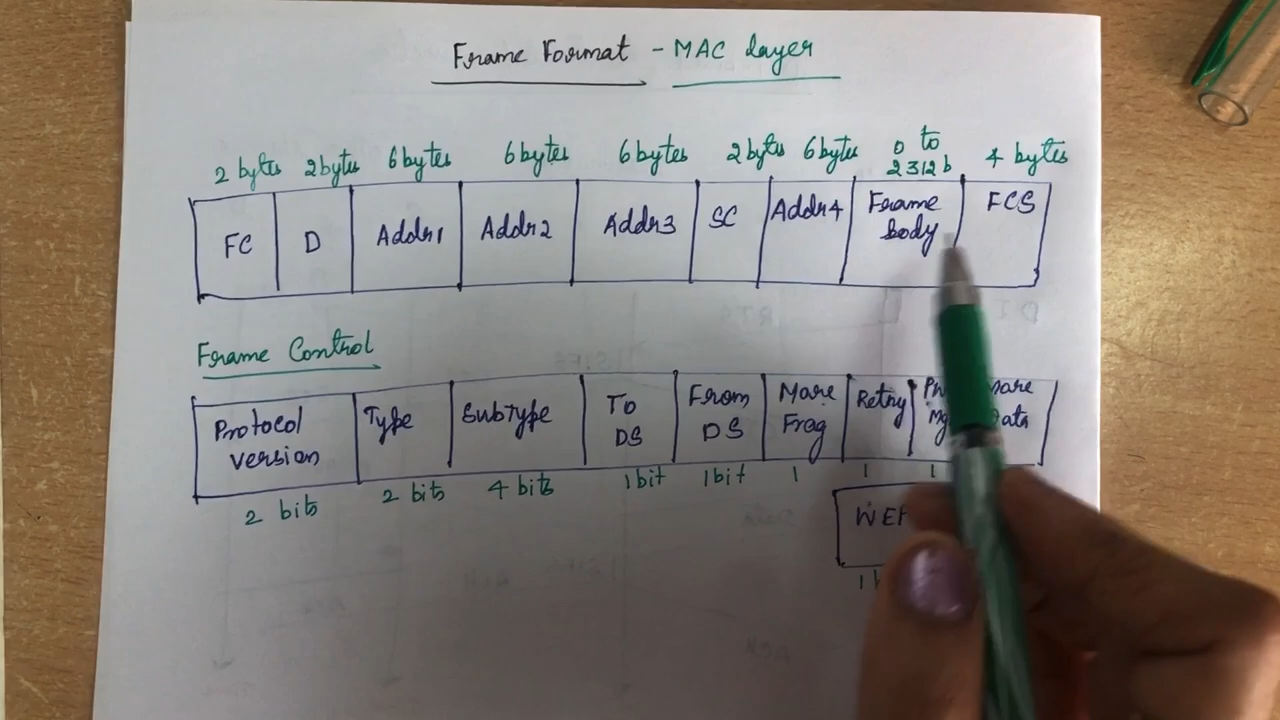 Frame Format - MAC layer
2 bytes 2 bytes 6 bytes 6 bytes 6 bytes 2 bytes 6 bytes 0 to 2312 b 4 bytes
FC D Addr1 Addr2 Addr3 SC Addr4 Frame body FCS
Frame Control
Protocol version Type Subtype To DS From DS More Frag Retry
2 bits 2 bits 4 bits 1 bit 1 bit 1 1 1